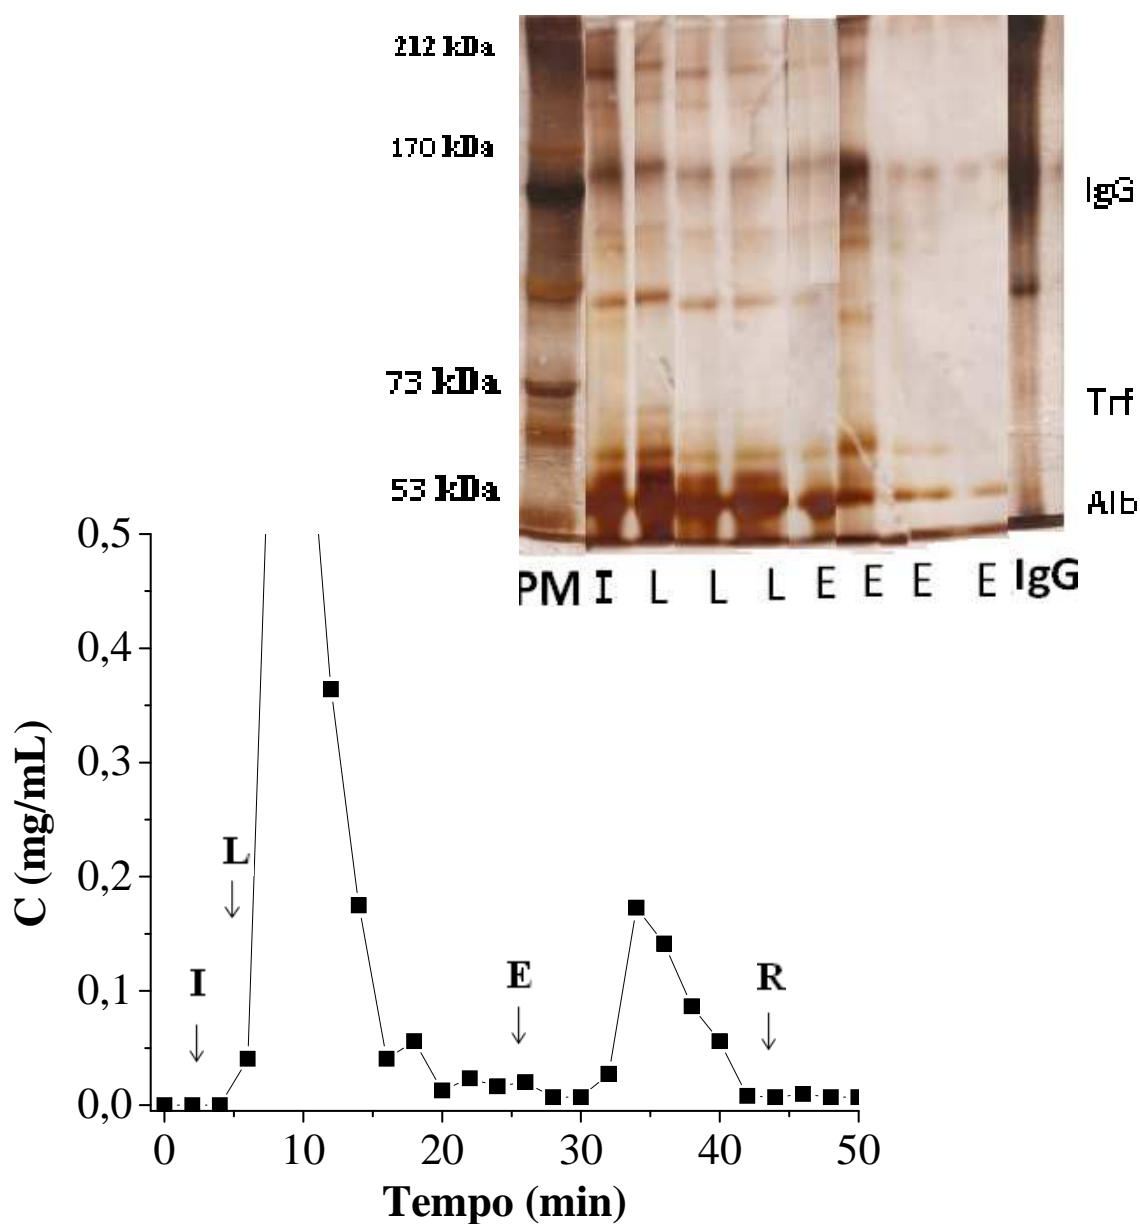 212 kDa
170 kDa
IgG
73 kDa
Trf
53 kDa
Alb
PM I L L L E E E E IgG
0,5
0,4
0,3
0,2
0,1
0,0
C (mg/mL)
L
I
E
R
0 10 20 30 40 50
Tempo (min)